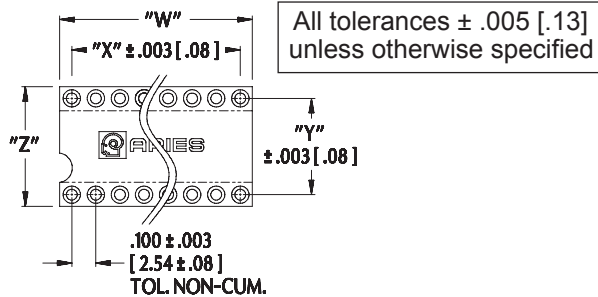 "W"
"X" ±.003 [.08]
All tolerances ± .005 [.13]
unless otherwise specified
"Z"
ARIES
"Y"
±.003 [.08]
.100 ±.003
[2.54 ±.08]
TOL. NON-CUM.